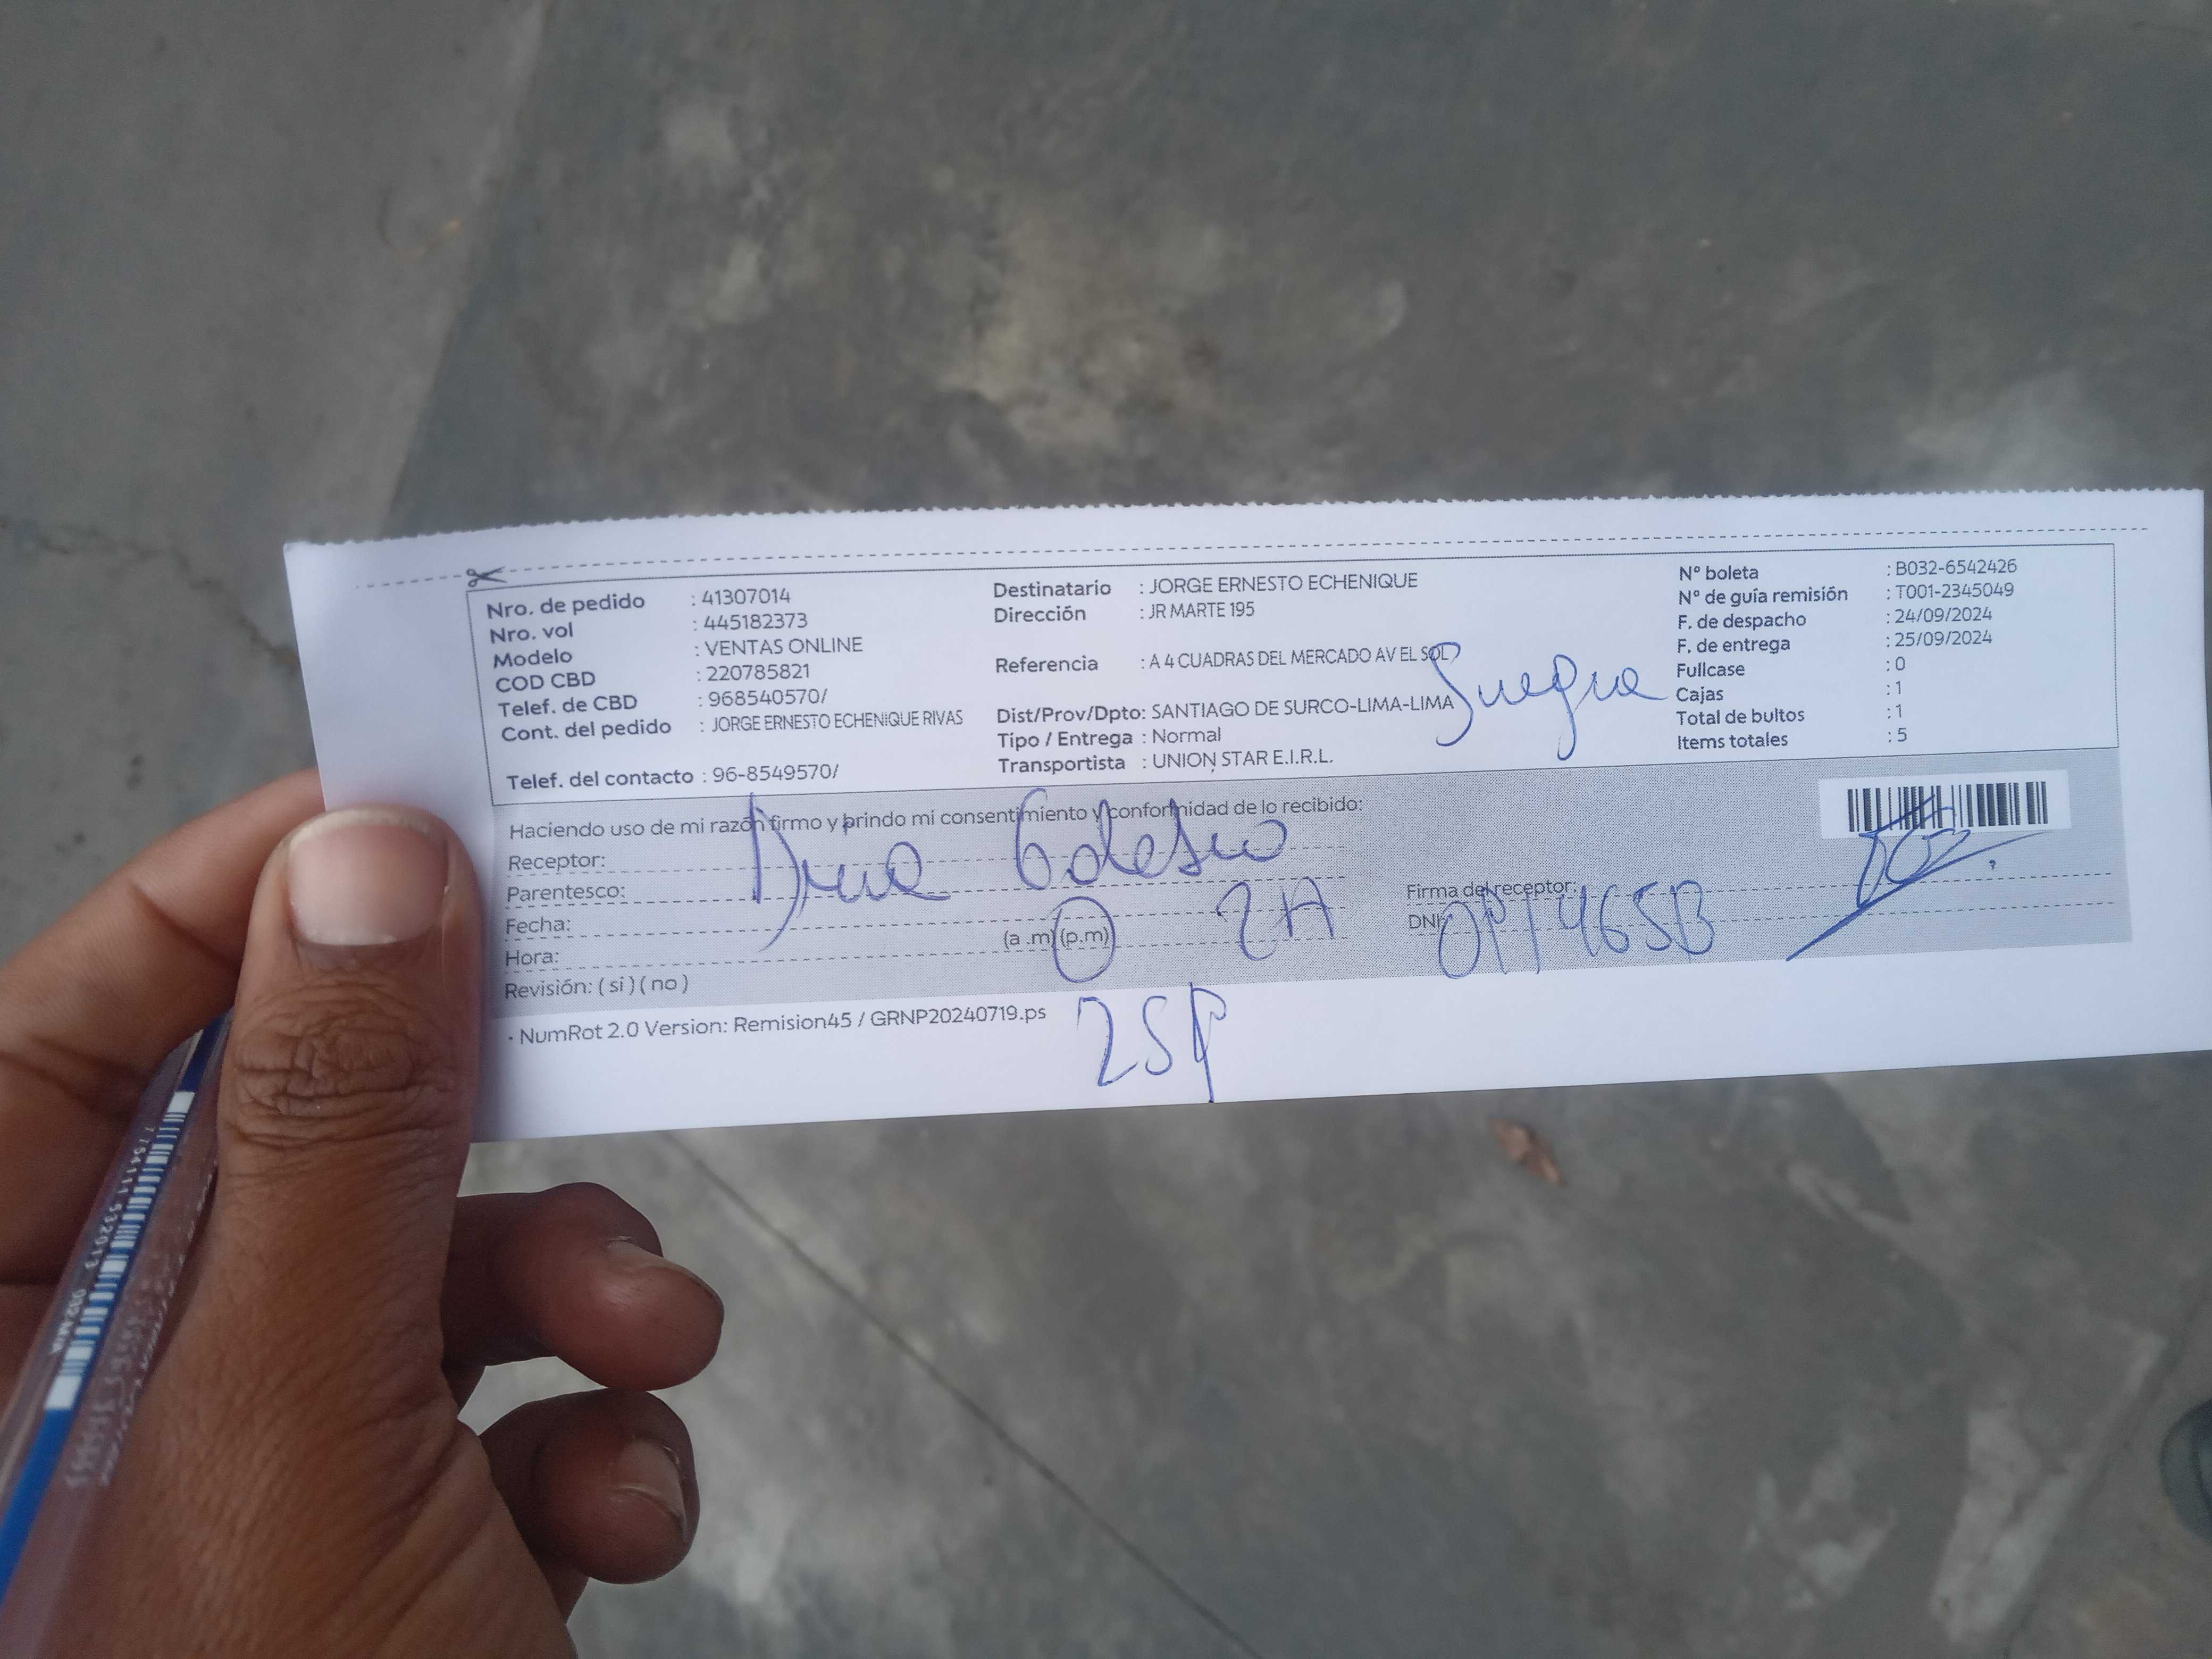 Nro. de pedido : 41307014
Nro. vol : 445182373
Modelo : VENTAS ONLINE
COD CBD : 220785821
Telef. de CBD : 968540570/
Cont. del pedido : JORGE ERNESTO ECHENIQUE RIVAS
Telef. del contacto : 96-8549570/
Destinatario : JORGE ERNESTO ECHENIQUE
Dirección : JR MARTE 195
Referencia : A 4 CUADRAS DEL MERCADO AV EL SOL
Dist/Prov/Dpto: SANTIAGO DE SURCO-LIMA-LIMA
Tipo / Entrega : Normal
Transportista : UNION STAR E.I.R.L.
Suegra
Nº boleta : B032-6542426
Nº de guía remisión : T001-2345049
F. de despacho : 24/09/2024
F. de entrega : 25/09/2024
Fullcase : 0
Cajas : 1
Total de bultos : 1
Items totales : 5
Haciendo uso de mi razón firmo y brindo mi consentimiento y conformidad de lo recibido:
Receptor:
Parentesco:
Fecha:
Hora: (a .m) (p.m)
Revisión: ( si ) ( no )
Firma del receptor:
DNI:
• NumRot 2.0 Version: Remision45 / GRNP20240719.ps
2SP